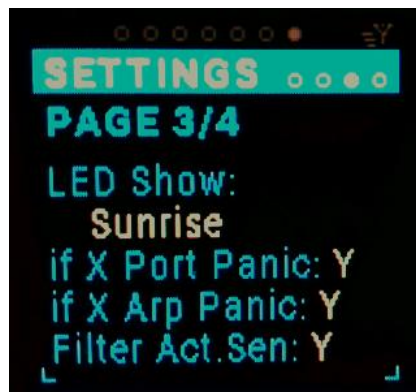 SETTINGS
PAGE 3/4
LED Show:
Sunrise
if X Port Panic: Y
if X Arp Panic: Y
Filter Act.Sen: Y